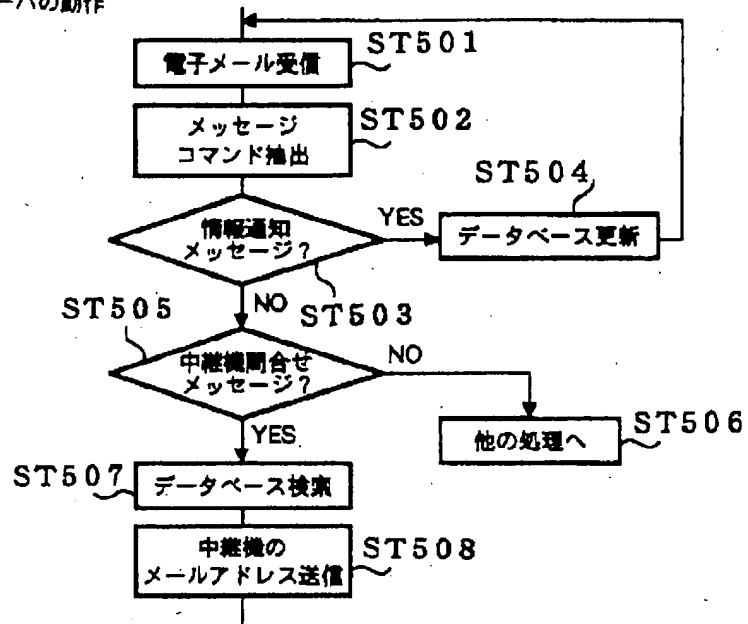 ーバの動作
ST501
電子メール受信
ST502
メッセージ
コマンド抽出
ST504
情報通知
メッセージ？
YES
データベース更新
NO
ST503
ST505
中継機問合せ
メッセージ？
NO
YES
他の処理へ
ST506
ST507
データベース検索
中継機の
メールアドレス送信
ST508